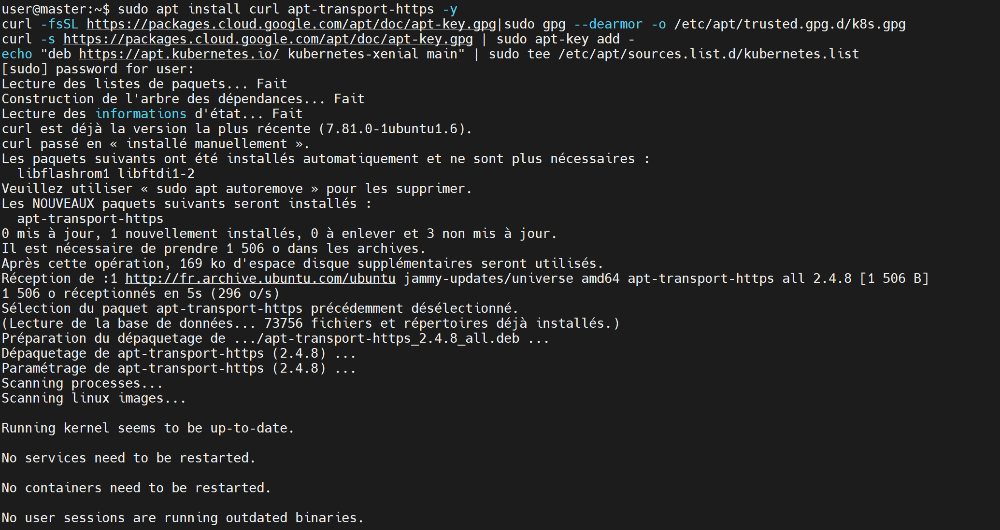 user@master:~$ sudo apt install curl apt-transport-https -y
curl -fsSL https://packages.cloud.google.com/apt/doc/apt-key.gpg|sudo gpg --dearmor -o /etc/apt/trusted.gpg.d/k8s.gpg
curl -s https://packages.cloud.google.com/apt/doc/apt-key.gpg | sudo apt-key add -
echo "deb https://apt.kubernetes.io/ kubernetes-xenial main" | sudo tee /etc/apt/sources.list.d/kubernetes.list
[sudo] password for user:
Lecture des listes de paquets... Fait
Construction de l'arbre des dépendances... Fait
Lecture des informations d'état... Fait
curl est déjà la version la plus récente (7.81.0-1ubuntu1.6).
curl passé en « installé manuellement ».
Les paquets suivants ont été installés automatiquement et ne sont plus nécessaires :
  libflashrom1 libftdi1-2
Veuillez utiliser « sudo apt autoremove » pour les supprimer.
Les NOUVEAUX paquets suivants seront installés :
  apt-transport-https
0 mis à jour, 1 nouvellement installés, 0 à enlever et 3 non mis à jour.
Il est nécessaire de prendre 1 506 o dans les archives.
Après cette opération, 169 ko d'espace disque supplémentaires seront utilisés.
Réception de :1 http://fr.archive.ubuntu.com/ubuntu jammy-updates/universe amd64 apt-transport-https all 2.4.8 [1 506 B]
1 506 o réceptionnés en 5s (296 o/s)
Sélection du paquet apt-transport-https précédemment désélectionné.
(Lecture de la base de données... 73756 fichiers et répertoires déjà installés.)
Préparation du dépaquetage de .../apt-transport-https_2.4.8_all.deb ...
Dépaquetage de apt-transport-https (2.4.8) ...
Paramétrage de apt-transport-https (2.4.8) ...
Scanning processes...
Scanning linux images...

Running kernel seems to be up-to-date.

No services need to be restarted.

No containers need to be restarted.

No user sessions are running outdated binaries.